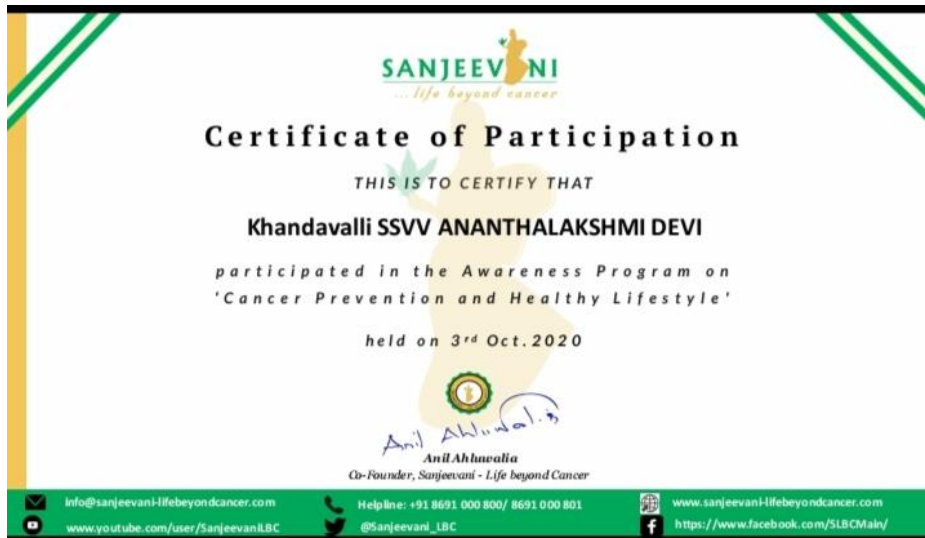 SANJEEVANI
... life beyond cancer
Certificate of Participation
THIS IS TO CERTIFY THAT
Khandavalli SSVV ANANTHALAKSHMI DEVI
participated in the Awareness Program on
'Cancer Prevention and Healthy Lifestyle'
held on 3rd Oct.2020
Anil Ahluwalia
Anil Ahluwalia
Co-Founder, Sanjeevani - Life beyond Cancer
info@sanjeevani-lifebeyondcancer.com Helpline: +91 8691 000 800/ 8691 000 801 www.sanjeevani-lifebeyondcancer.com
www.youtube.com/user/SanjeevaniLBC @Sanjeevani_LBC https://www.facebook.com/SLBCMain/